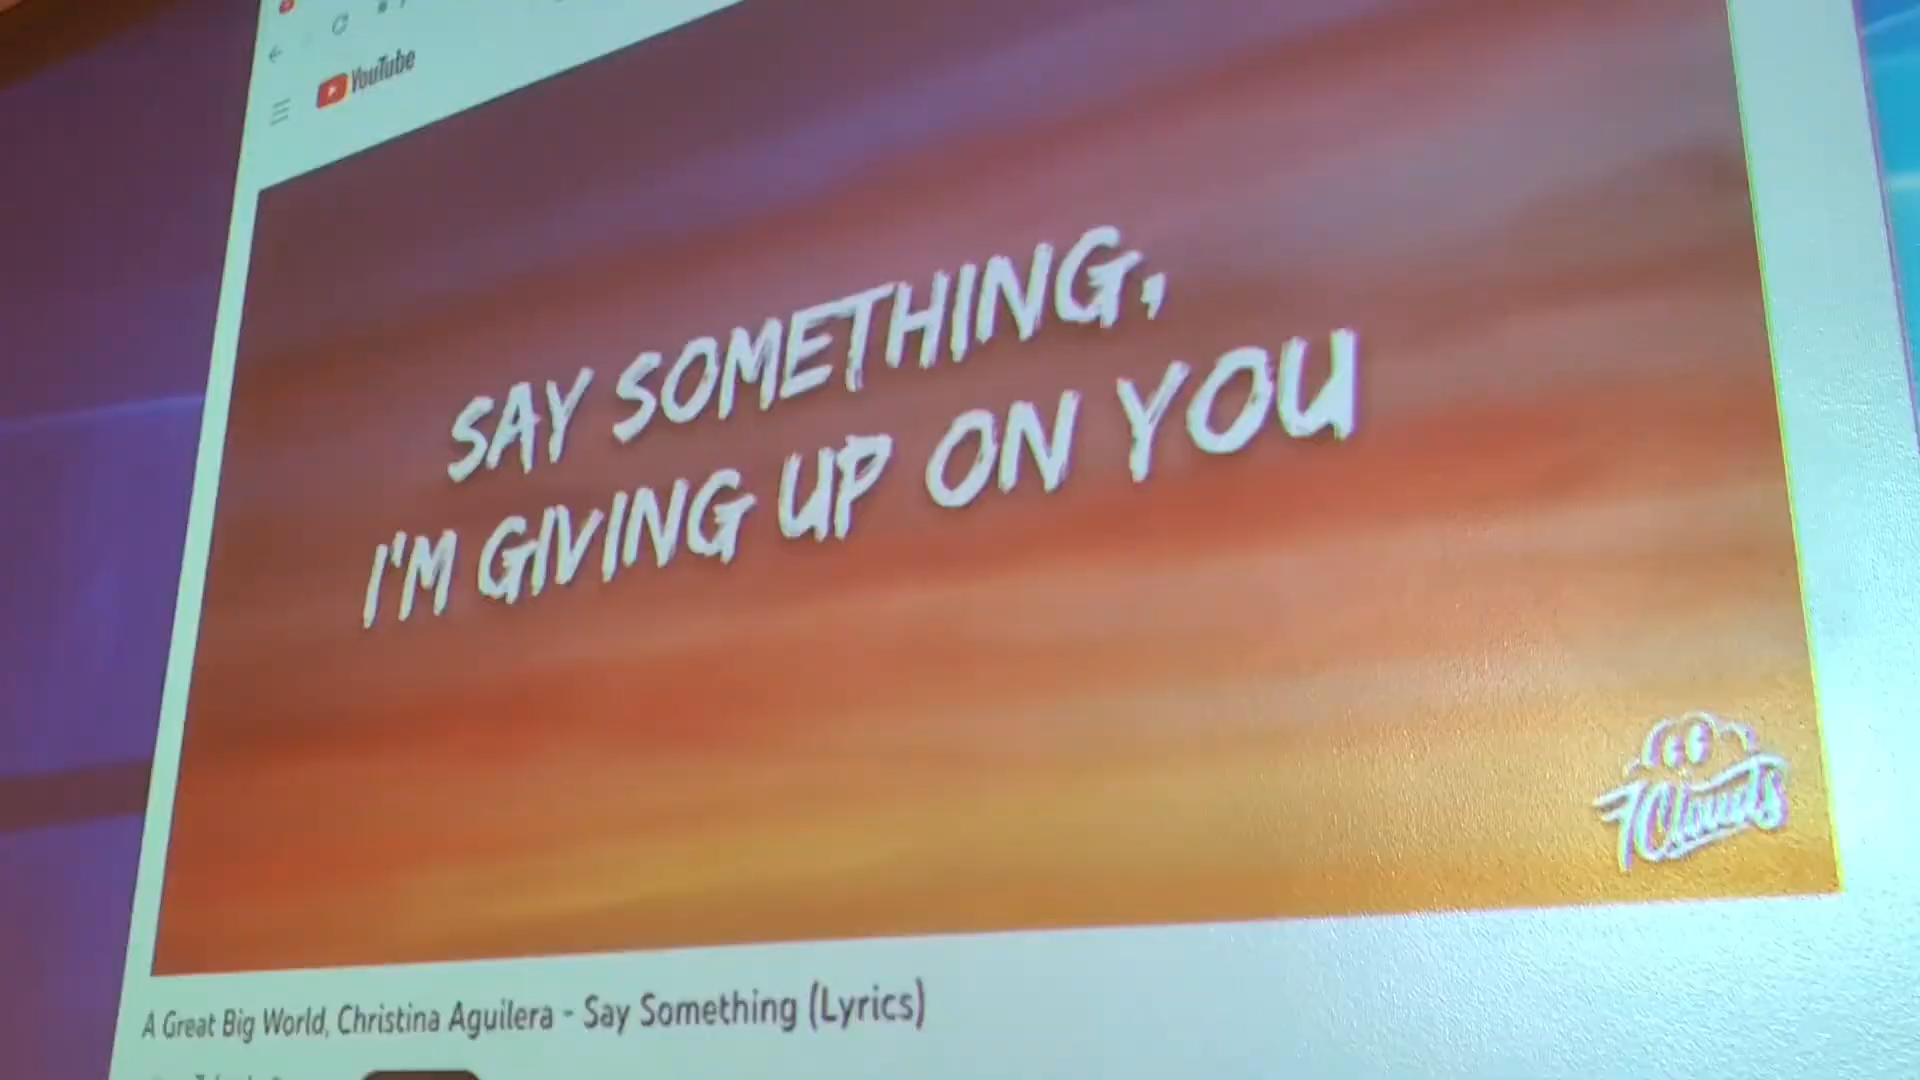 YouTube
SAY SOMETHING,
I'M GIVING UP ON YOU
7Clouds
A Great Big World, Christina Aguilera - Say Something (Lyrics)